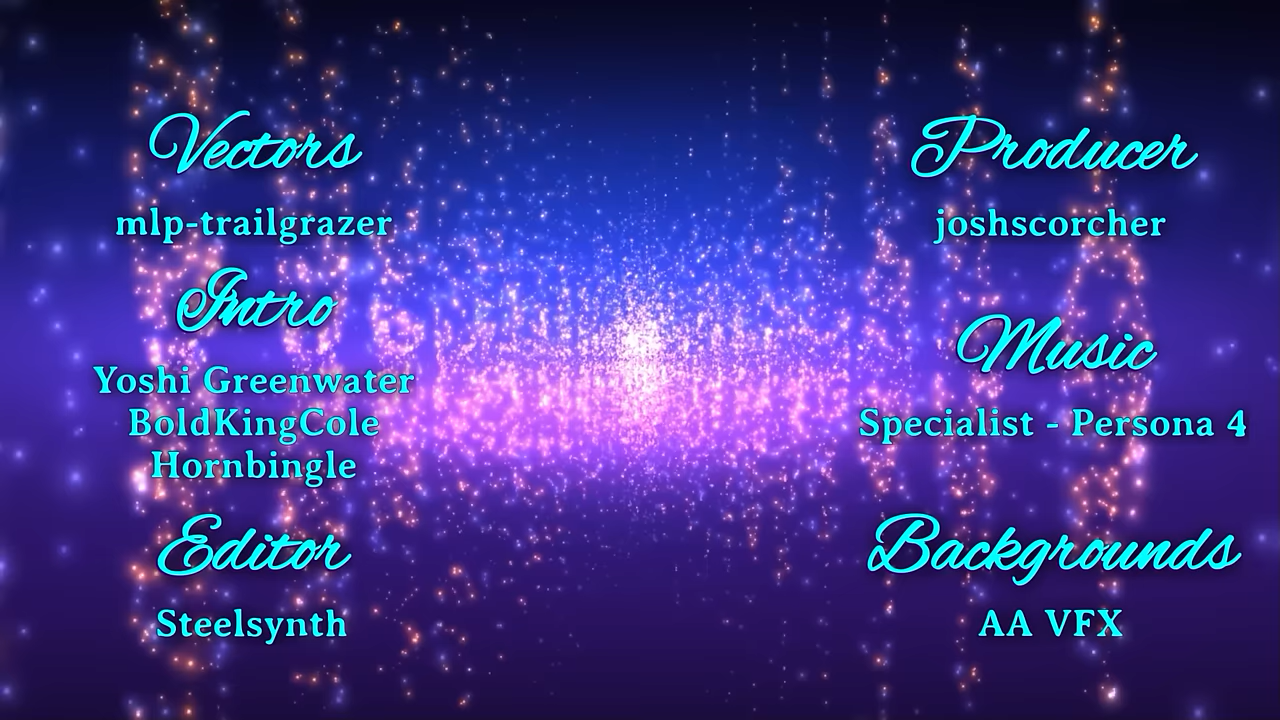 Vectors
mlp-trailgrazer
Intro
Yoshi Greenwater
BoldKingCole
Hornbingle
Editor
Steelsynth
Producer
joshscorcher
Music
Specialist - Persona 4
Backgrounds
AA VFX